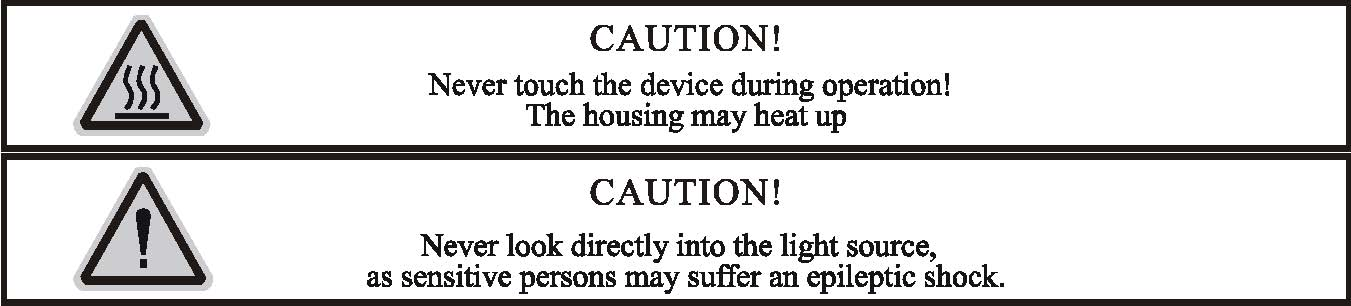 CAUTION!
Never touch the device during operation!
The housing may heat up
CAUTION!
Never look directly into the light source,
as sensitive persons may suffer an epileptic shock.